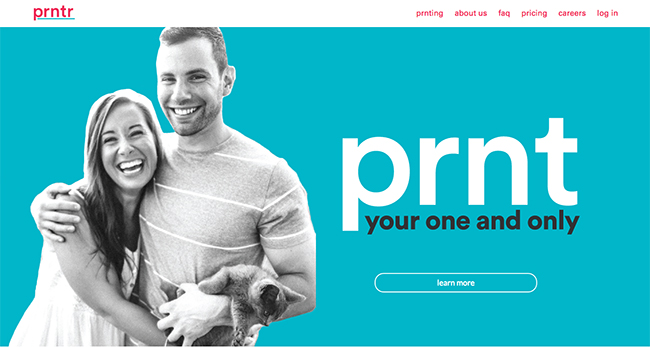 prntr
prnting about us faq pricing careers log in
prnt
your one and only
learn more